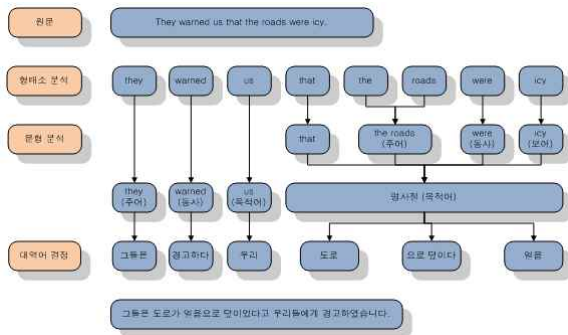 원문
They warned us that the roads were icy.
형태소 분석
they
warned
us
that
the
roads
were
icy
문형 분석
that
the roads
(주어)
were
(동사)
icy
(보어)
they
(주어)
warned
(동사)
us
(목적어)
명사절 (목적어)
대역어 결정
그들은
경고하다
우리
도로
으로 덮이다
얼음
그들은 도로가 얼음으로 덮이었다고 우리들에게 경고하였습니다.